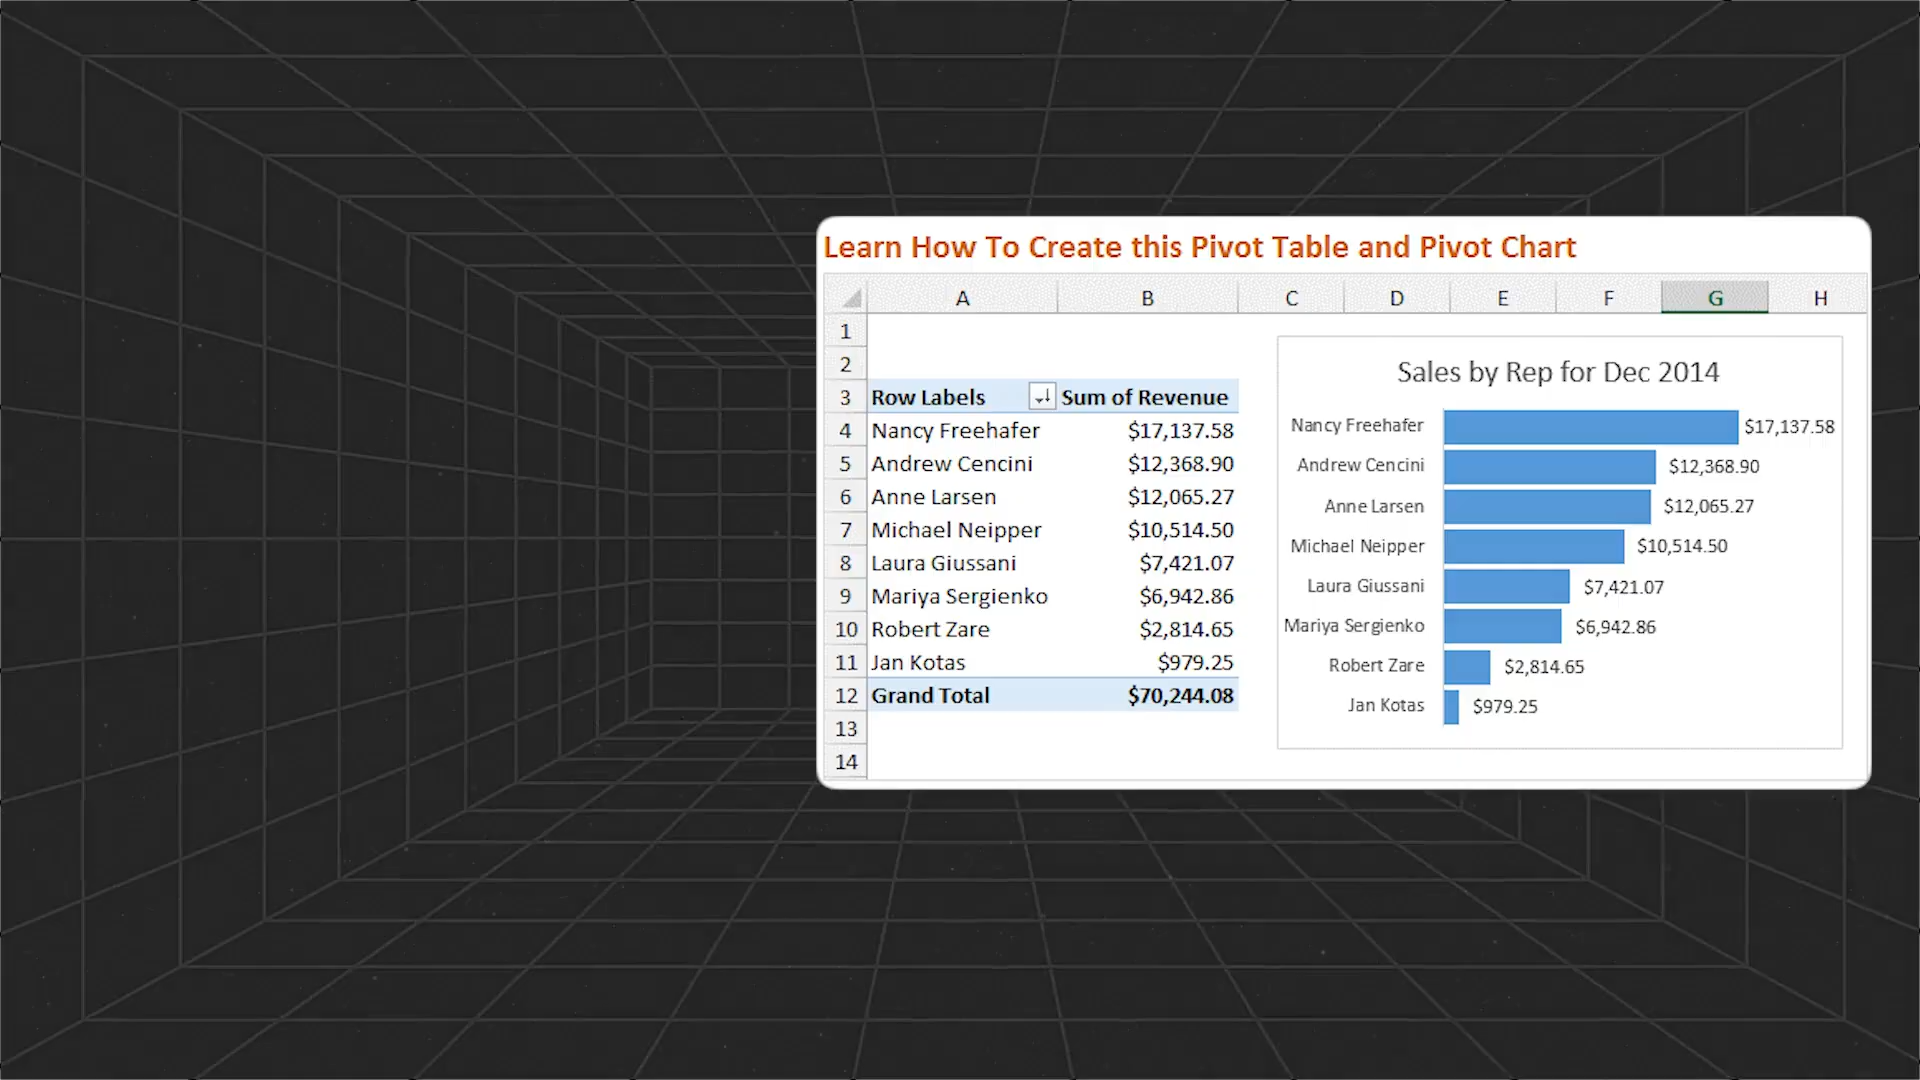 Learn How To Create this Pivot Table and Pivot Chart
A B C D E F G H
1
2
3 Row Labels Sum of Revenue
4 Nancy Freehafer $17,137.58
5 Andrew Cencini $12,368.90
6 Anne Larsen $12,065.27
7 Michael Neipper $10,514.50
8 Laura Giussani $7,421.07
9 Mariya Sergienko $6,942.86
10 Robert Zare $2,814.65
11 Jan Kotas $979.25
12 Grand Total $70,244.08
13
14
Sales by Rep for Dec 2014
Nancy Freehafer $17,137.58
Andrew Cencini $12,368.90
Anne Larsen $12,065.27
Michael Neipper $10,514.50
Laura Giussani $7,421.07
Mariya Sergienko $6,942.86
Robert Zare $2,814.65
Jan Kotas $979.25